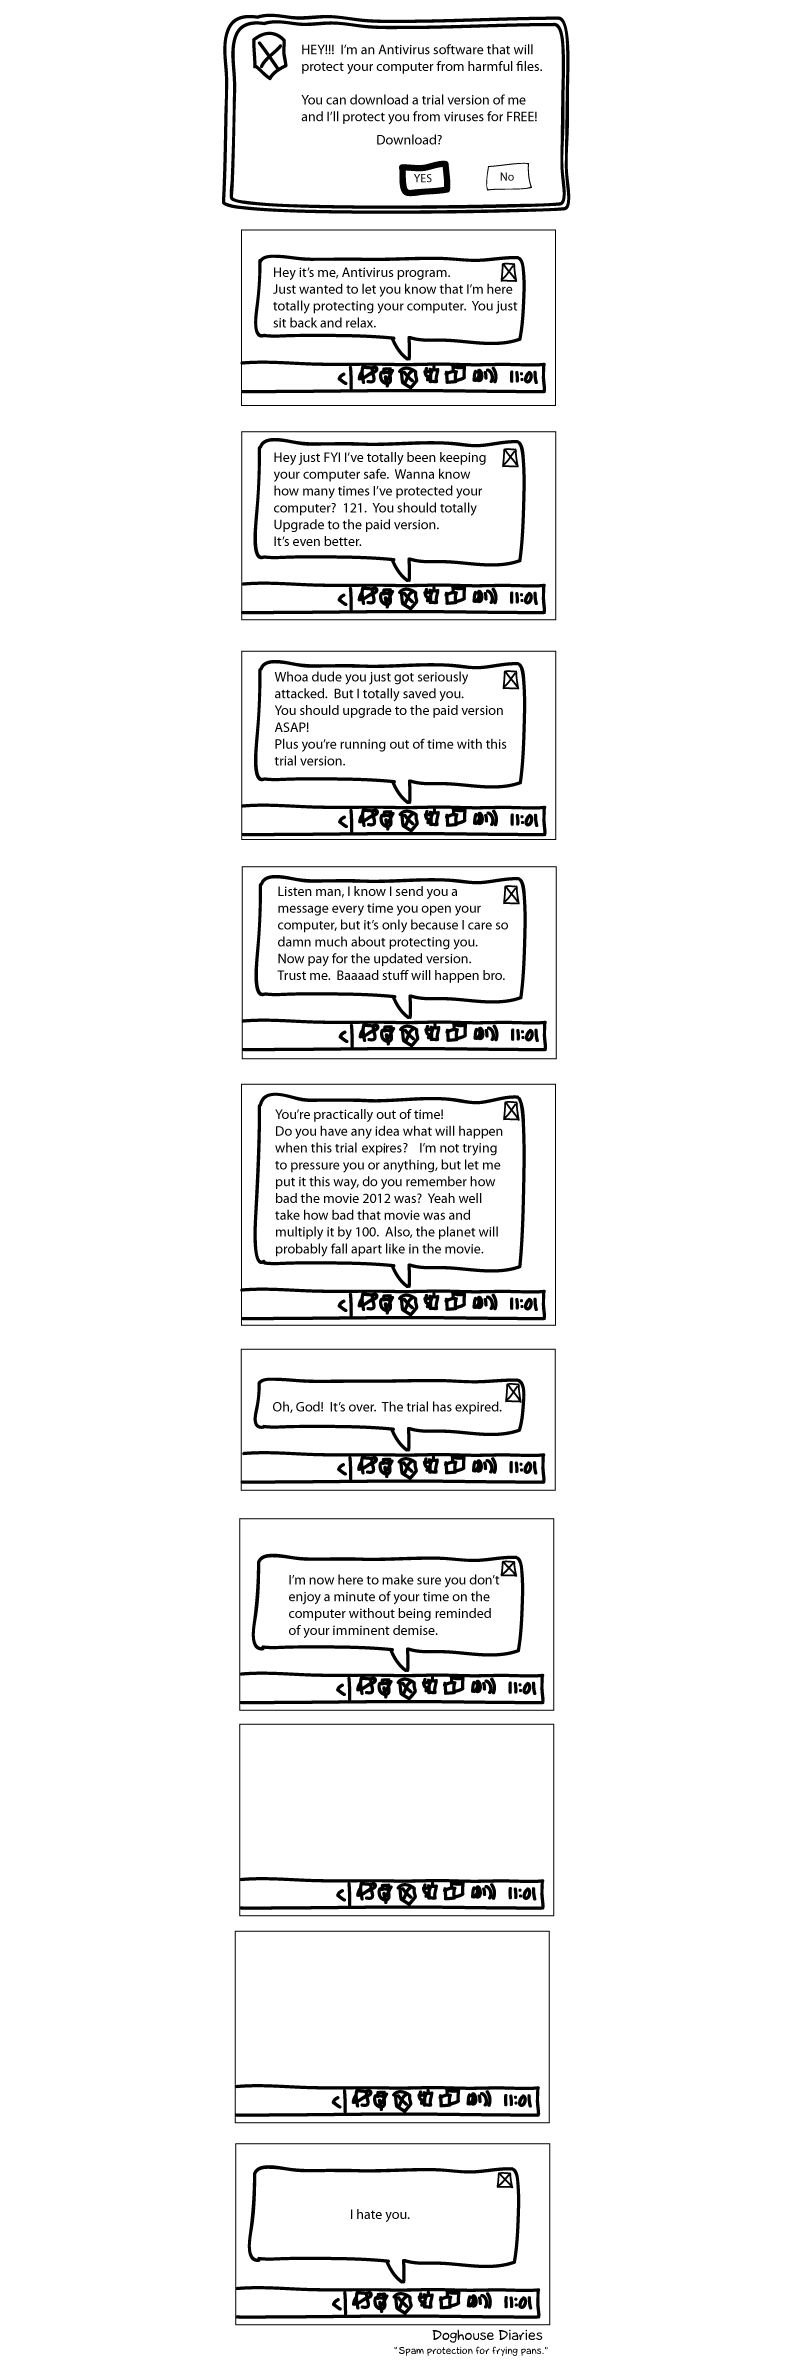 HEY!!! I'm an Antivirus software that will
protect your computer from harmful files.
You can download a trial version of me
and I'll protect you from viruses for FREE!
Download?
YES
No
Hey it's me, Antivirus program.
Just wanted to let you know that I'm here
totally protecting your computer. You just
sit back and relax.
11:01
Hey just FYI I've totally been keeping
your computer safe. Wanna know
how many times I've protected your
computer? 121. You should totally
Upgrade to the paid version.
It's even better.
11:01
Whoa dude you just got seriously
attacked. But I totally saved you.
You should upgrade to the paid version
ASAP!
Plus you're running out of time with this
trial version.
11:01
Listen man, I know I send you a
message every time you open your
computer, but it's only because I care so
damn much about protecting you.
Now pay for the updated version.
Trust me. Baaaad stuff will happen bro.
11:01
You're practically out of time!
Do you have any idea what will happen
when this trial expires? I'm not trying
to pressure you or anything, but let me
put it this way, do you remember how
bad the movie 2012 was? Yeah well
take how bad that movie was and
multiply it by 100. Also, the planet will
probably fall apart like in the movie.
11:01
Oh, God! It's over. The trial has expired.
11:01
I'm now here to make sure you don't
enjoy a minute of your time on the
computer without being reminded
of your imminent demise.
11:01
11:01
11:01
I hate you.
11:01
Doghouse Diaries
"Spam protection for frying pans."